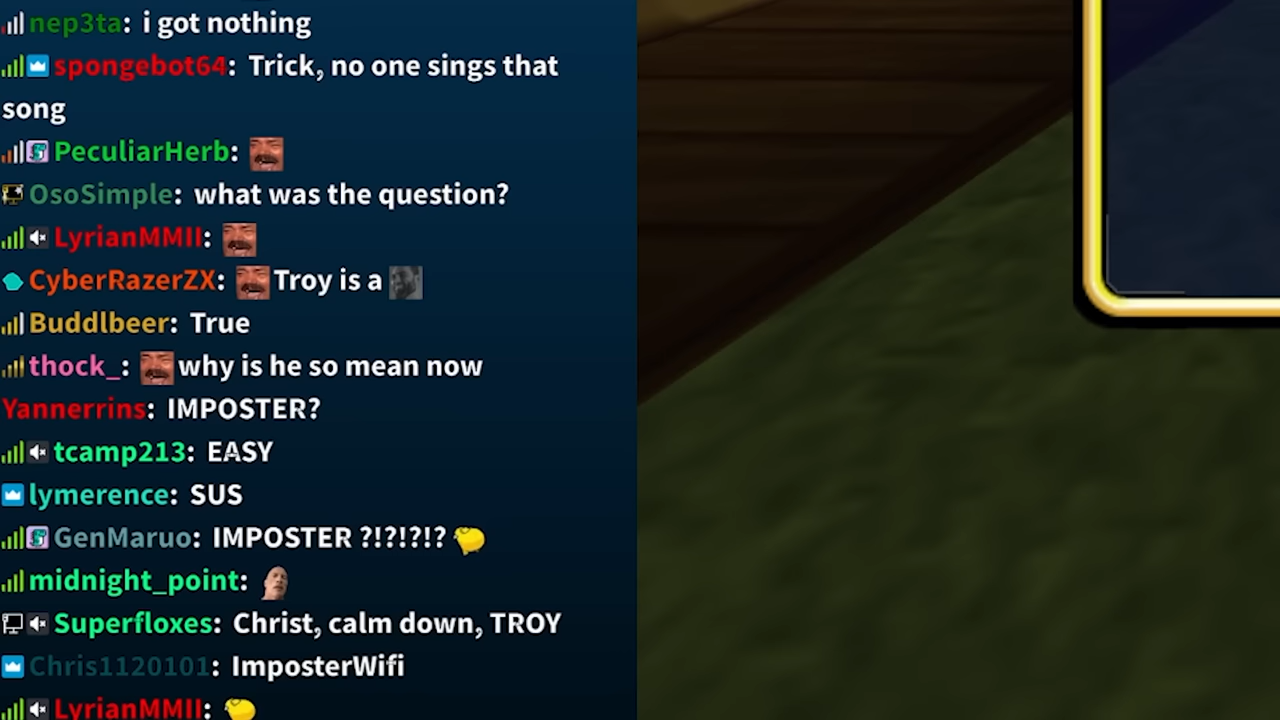 nep3ta: i got nothing
spongebot64: Trick, no one sings that
song
PeculiarHerb:
OsoSimple: what was the question?
LyrianMMII:
CyberRazerZX: Troy is a
Buddlbeer: True
thock_: why is he so mean now
Yannerrins: IMPOSTER?
tcamp213: EASY
lymerence: SUS
GenMaruo: IMPOSTER ?!?!?!?
midnight_point:
Superfloxes: Christ, calm down, TROY
Chris1120101: ImposterWifi
LyrianMMII: